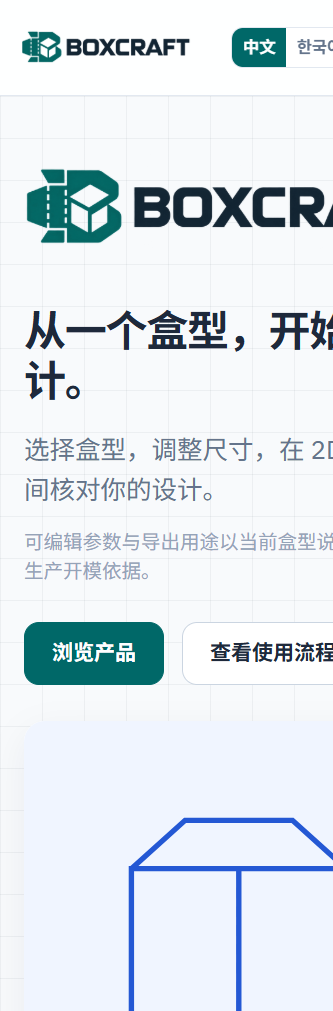 BOXCRAFT
中文 한국어
BOXCRA
从一个盒型，开始
计。
选择盒型，调整尺寸，在 2D
间核对你的设计。
可编辑参数与导出用途以当前盒型说
生产开模依据。
浏览产品 查看使用流程